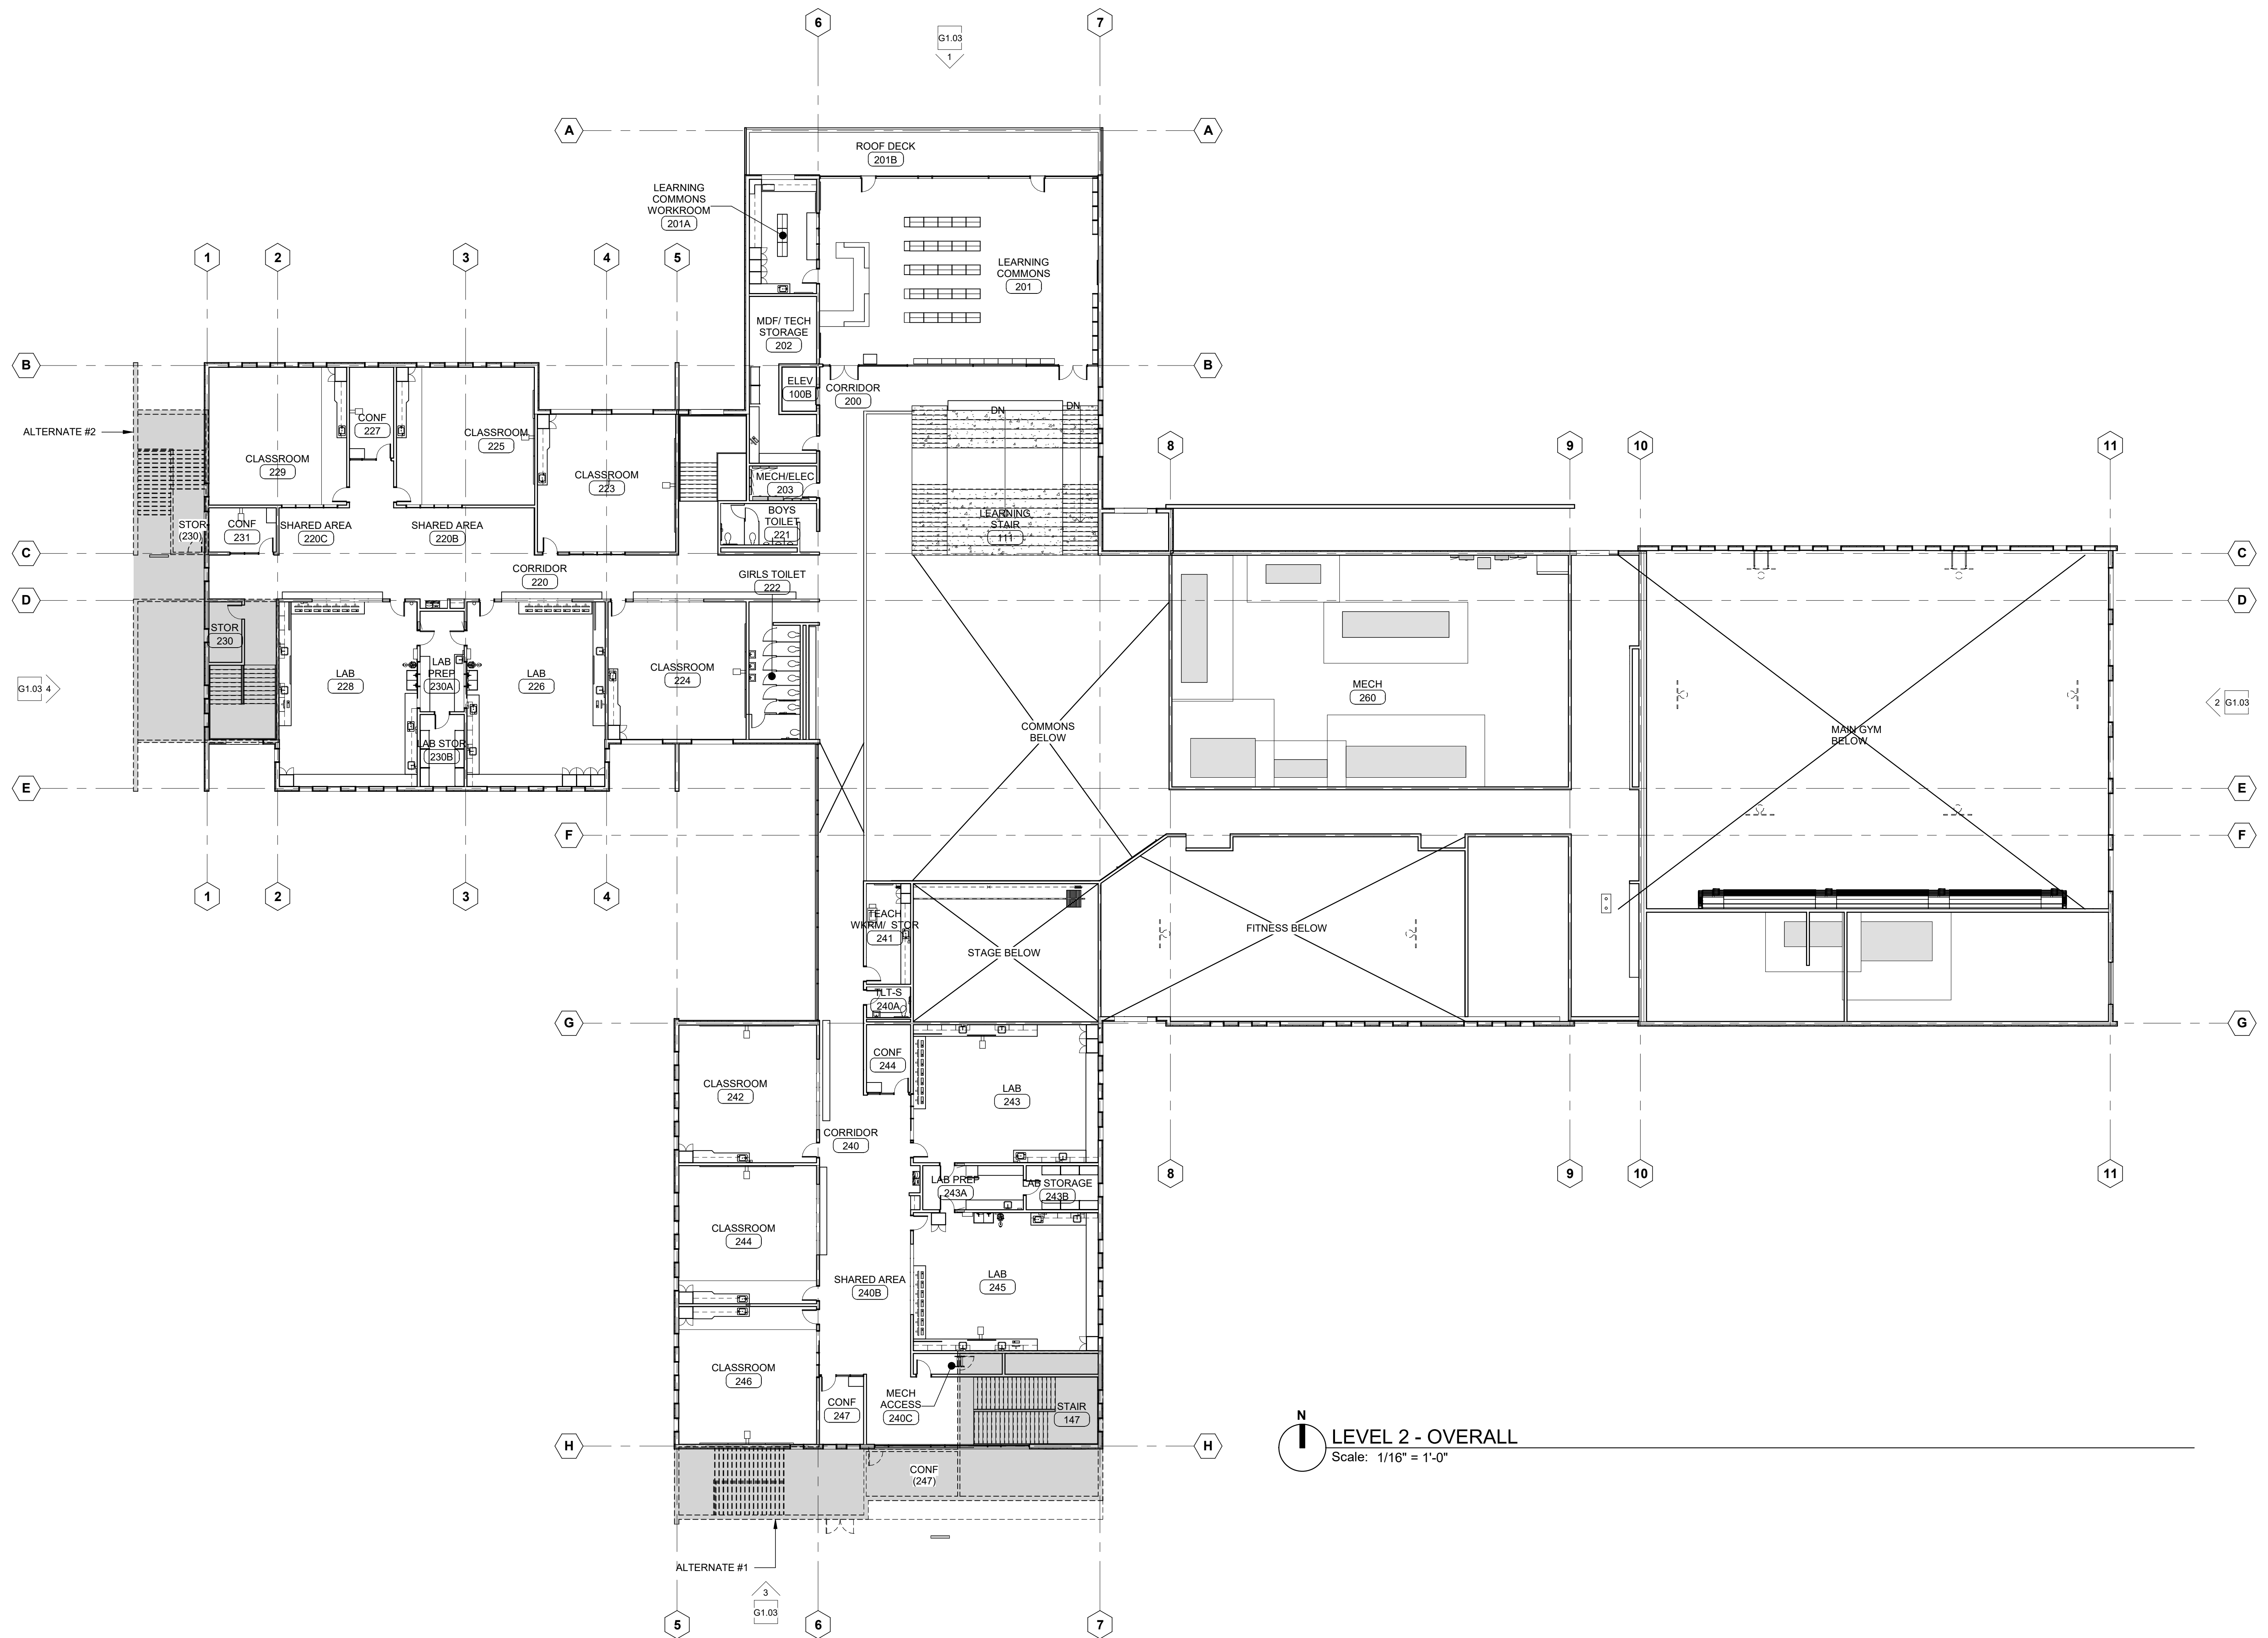 6
7
G1.03
1
A
A
ROOF DECK
201B
LEARNING
COMMONS
WORKROOM
201A
LEARNING
COMMONS
201
1
2
3
4
5
MDF/ TECH
STORAGE
202
B
B
ELEV
100B
CORRIDOR
200
DN
DN
ALTERNATE #2
CONF
227
CLASSROOM
225
CLASSROOM
229
CLASSROOM
223
MECH/ELEC
203
8
9
10
11
BOYS
TOILET
221
LEARNING
STAIR
111
STOR
(230)
CONF
231
SHARED AREA
220C
SHARED AREA
220B
C
C
CORRIDOR
220
GIRLS TOILET
222
D
D
STOR
230
LAB
228
LAB
PREP
230A
LAB
226
CLASSROOM
224
G1.03
4
MECH
260
2
G1.03
COMMONS
BELOW
MAIN GYM
BELOW
LAB STOR
230B
E
E
F
F
1
2
3
4
TEACH
WKRM/ STOR
241
STAGE BELOW
FITNESS BELOW
TLT-S
240A
G
G
CONF
244
CLASSROOM
242
LAB
243
CORRIDOR
240
8
9
10
11
LAB PREP
243A
LAB STORAGE
243B
CLASSROOM
244
SHARED AREA
240B
LAB
245
CLASSROOM
246
CONF
247
MECH
ACCESS
240C
STAIR
147
H
H
N
LEVEL 2 - OVERALL
Scale: 1/16" = 1'-0"
CONF
(247)
ALTERNATE #1
3
G1.03
5
6
7